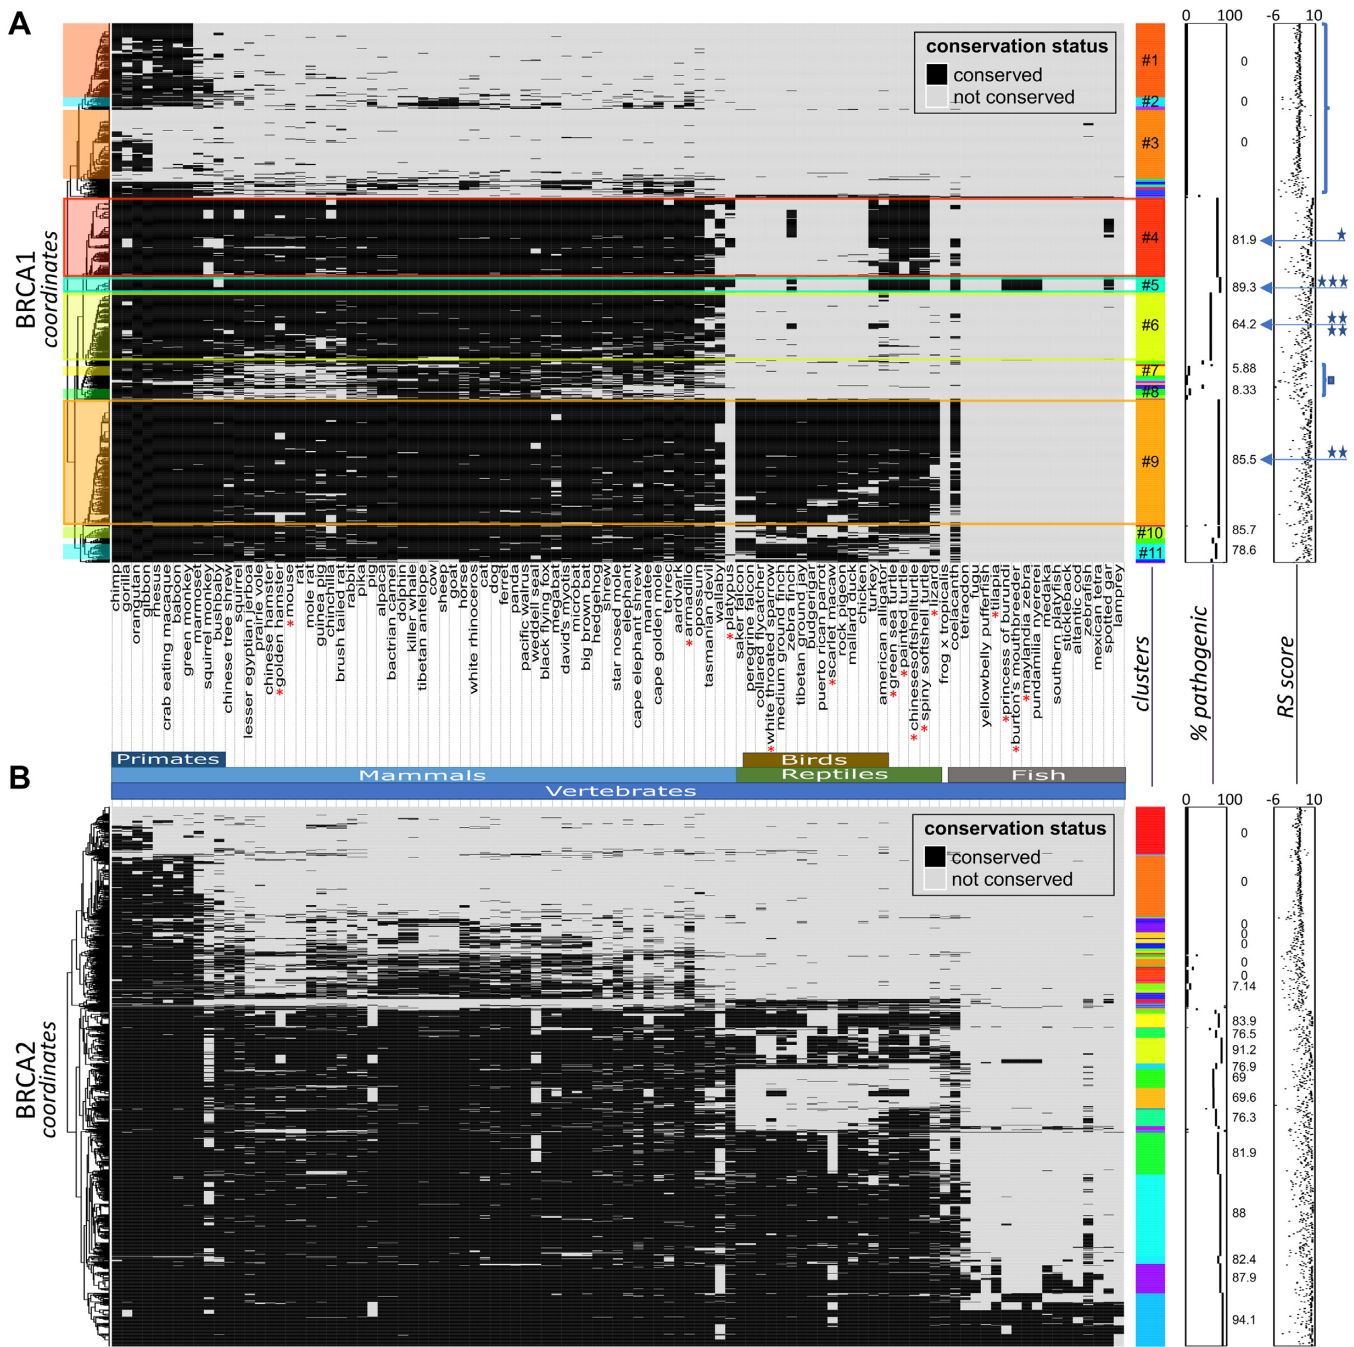 A
conservation status
conserved
not conserved
BRCA1
coordinates
#1
#2
#3
#4
#5
#6
#7
#8
#9
#10
#11
0 100
-6 10
0
0
0
81.9
89.3
64.2
5.88
8.33
85.5
85.7
78.6
★
★★★
★★
★★
★★
chimp
gorilla
orangutan
gibbon
rhesus
crab eating macaque
baboon
green monkey
marmoset
squirrel monkey
bushbaby
chinese tree shrew
squirrel
lesser egyptian jerboa
prairie vole
chinese hamster
*golden hamster
*mouse
rat
mole rat
guinea pig
chinchilla
brush tailed rat
rabbit
pika
pig
alpaca
bactrian camel
dolphin
killer whale
tibetan antelope
cow
sheep
goat
horse
white rhinoceros
cat
dog
ferret
panda
pacific walrus
weddell seal
black flying fox
megabat
david's myotis
microbat
big brown bat
hedgehog
shrew
star nosed mole
elephant
cape elephant shrew
manatee
cape golden mole
tenrec
aardvark
*armadillo
opossum
tasmanian devil
wallaby
*platypus
saker falcon
peregrine falcon
collared flycatcher
*white throated sparrow
medium ground finch
zebra finch
tibetan ground jay
budgerigar
puerto rican parrot
*scarlet macaw
rock pigeon
mallard duck
chicken
turkey
american alligator
*green sea turtle
*painted turtle
*chinesesoftshell turtle
*spiny softshell turtle
*lizard
frog x tropicalis
coelacanth
tetraodon
fugu
yellowbelly pufferfish
*tilapia
*princess of burundi
*burton's mouthbreeder
*maylandia zebra
pundamilia nyererei
medaka
southern platyfish
stickleback
atlantic cod
zebrafish
mexican tetra
spotted gar
lamprey
clusters
% pathogenic
RS score
Primates
Birds
Mammals
Reptiles
Fish
Vertebrates
B
conservation status
conserved
not conserved
BRCA2
coordinates
0 100
-6 10
0
0
0
0
0
0
0
7.14
83.9
76.5
91.2
76.9
69
69.6
76.3
81.9
88
82.4
87.9
94.1